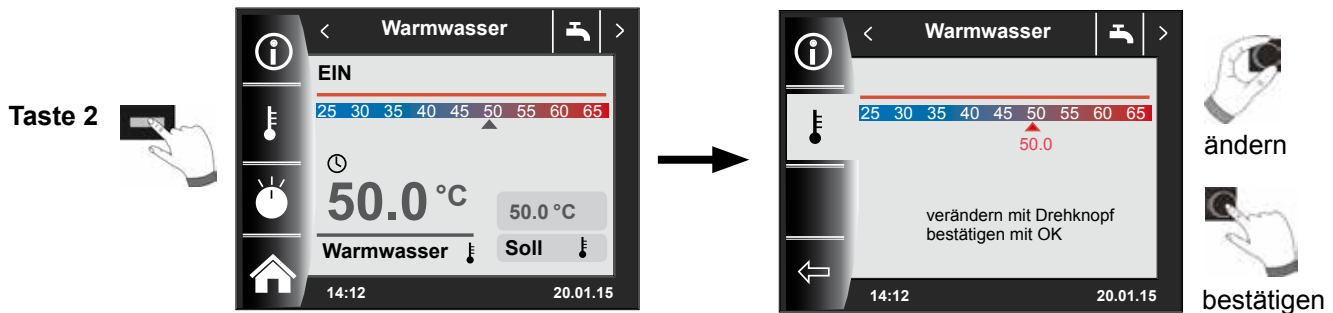 Taste 2
Warmwasser
EIN
25 30 35 40 45 50 55 60 65
50.0 °C
50.0 °C
Warmwasser
Soll
14:12
20.01.15
Warmwasser
25 30 35 40 45 50 55 60 65
50.0
verändern mit Drehknopf
bestätigen mit OK
14:12
20.01.15
ändern
bestätigen